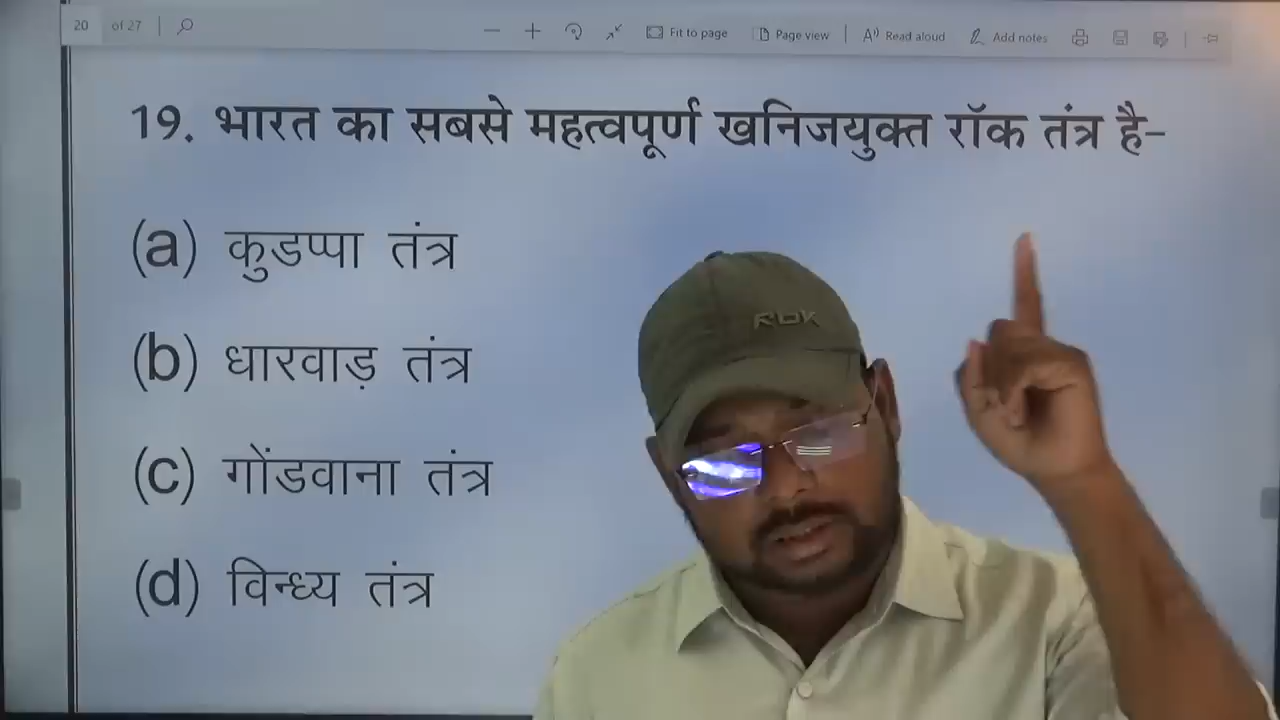 20 of 27 Fit to page Page view Read aloud Add notes
19. भारत का सबसे महत्वपूर्ण खनिजयुक्त रॉक तंत्र है-
(a) कुडप्पा तंत्र
(b) धारवाड़ तंत्र
(c) गोंडवाना तंत्र
(d) विन्ध्य तंत्र
RBK